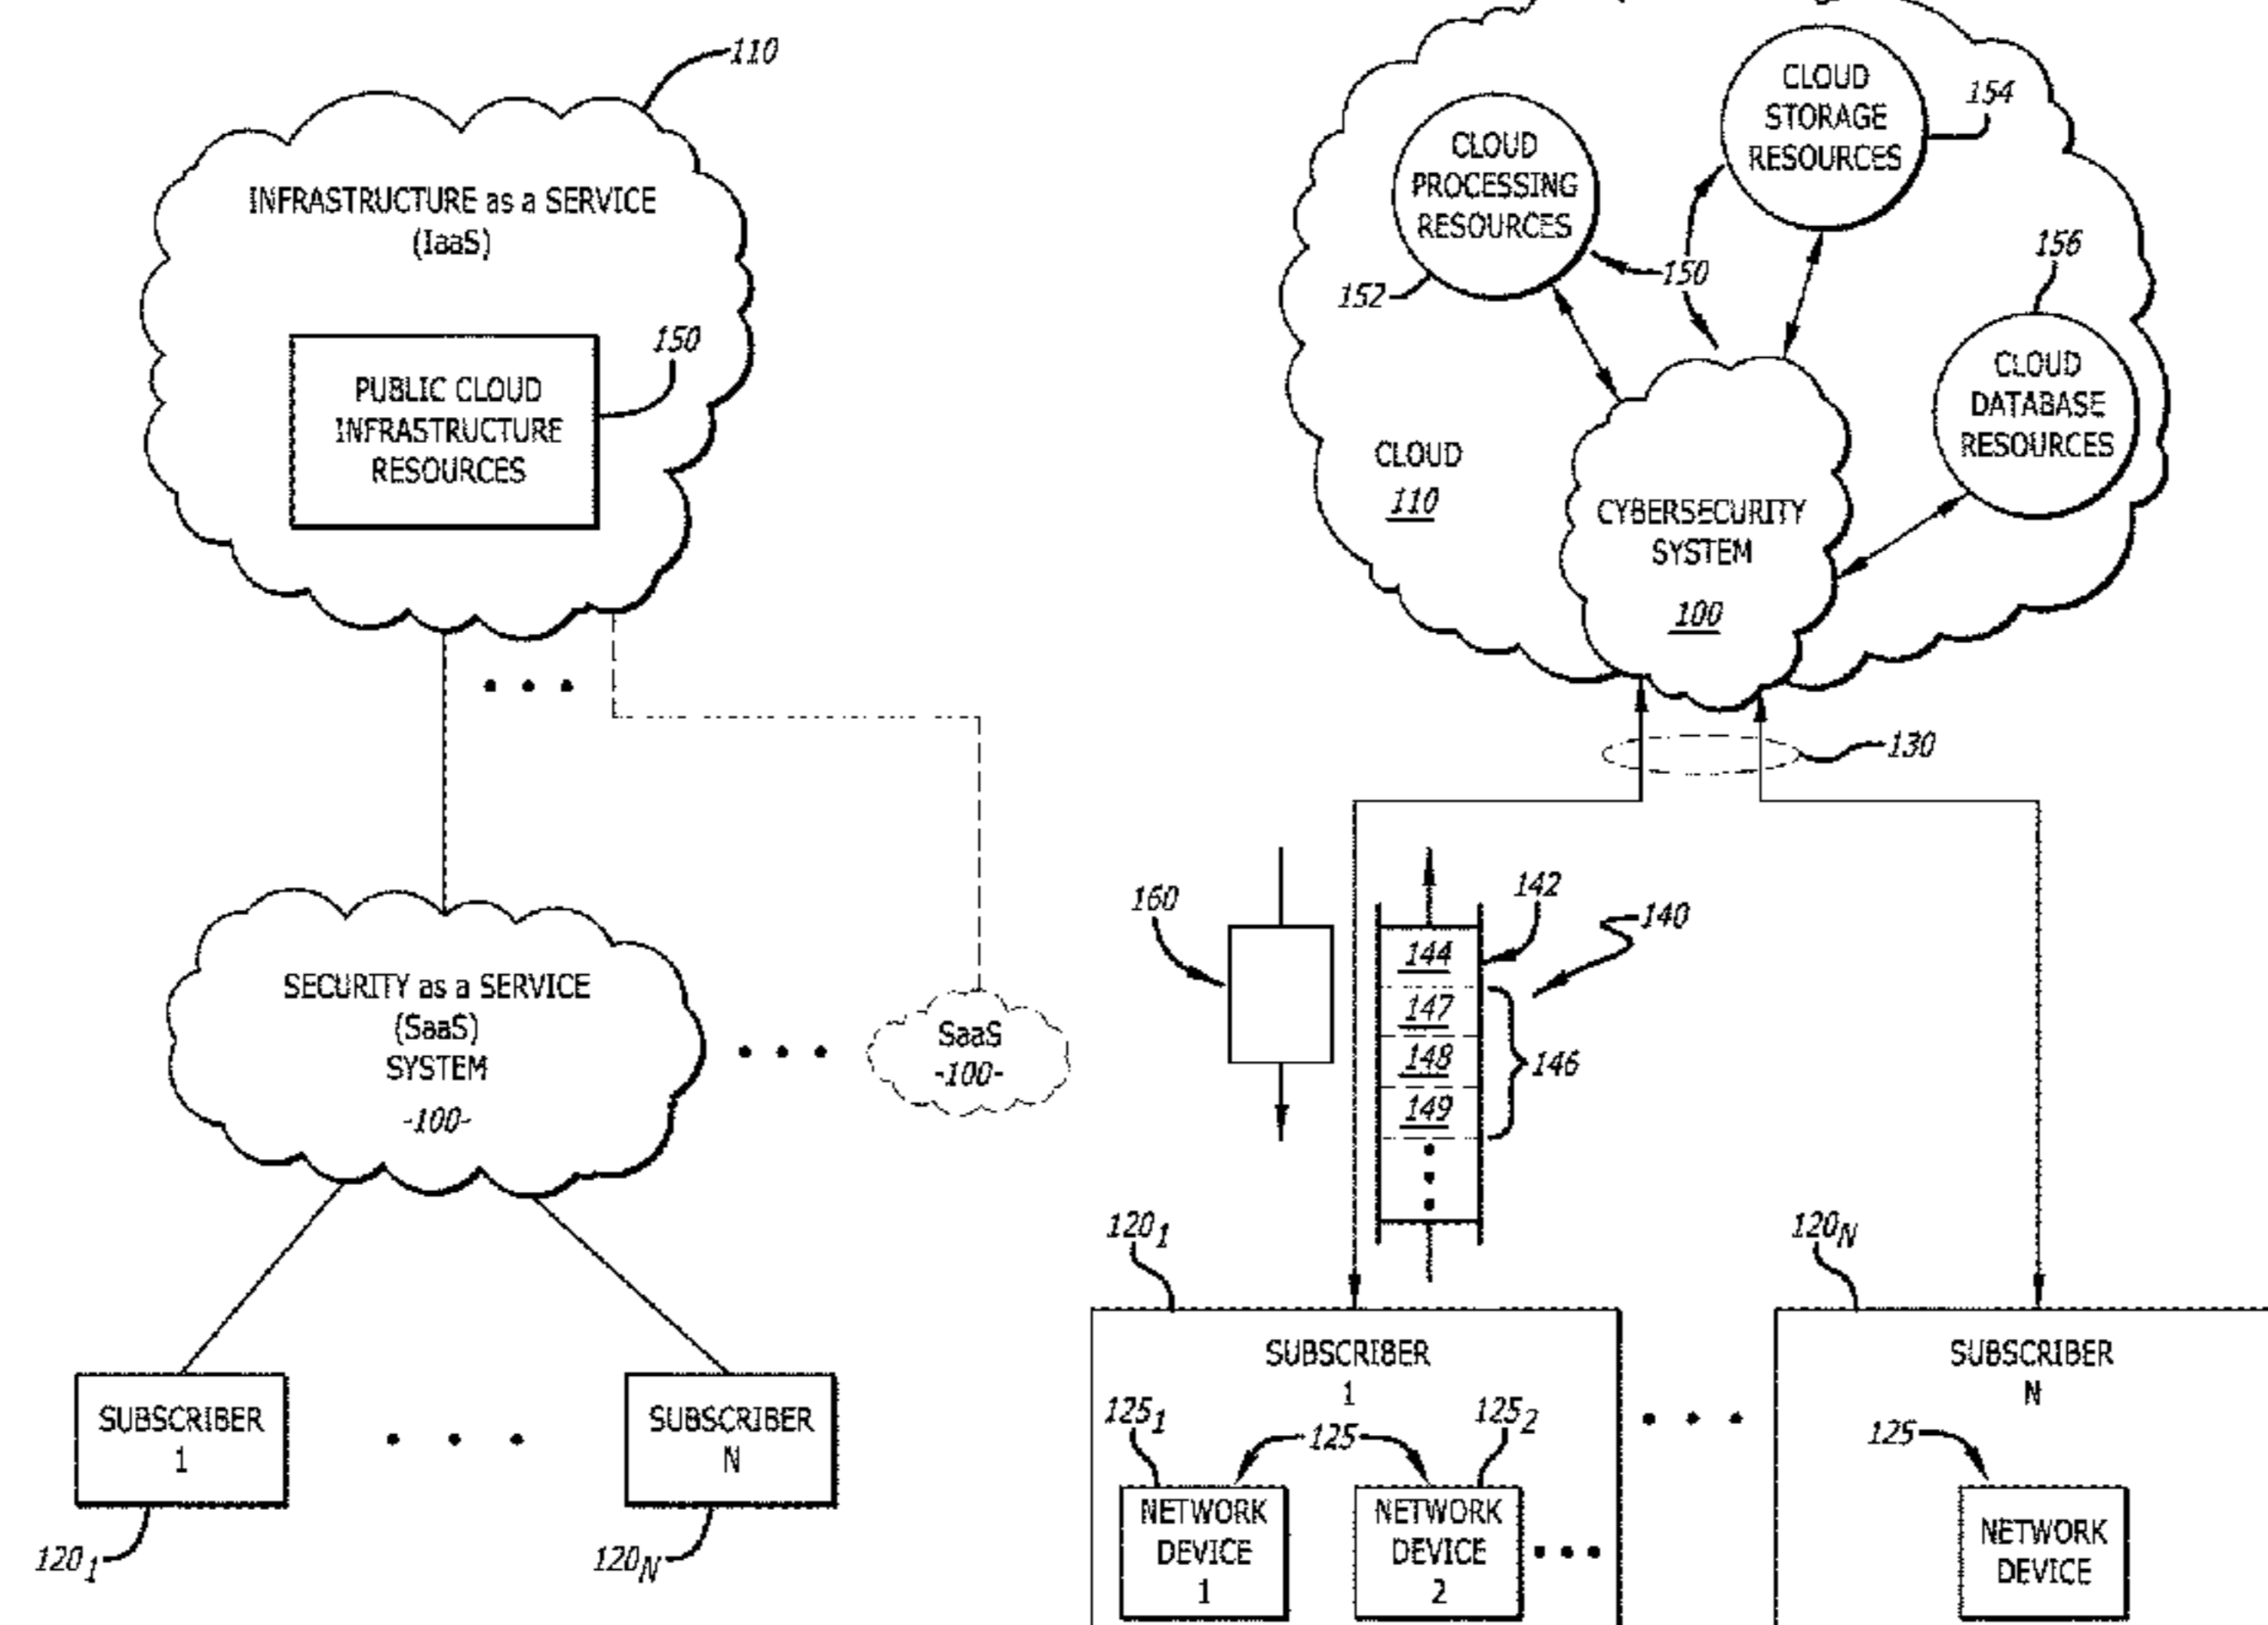 110
INFRASTRUCTURE as a SERVICE
(IaaS)
150
PUBLIC CLOUD
INFRASTRUCTURE
RESOURCES
SECURITY as a SERVICE
(SaaS)
SYSTEM
-100-
SaaS
-100-
SUBSCRIBER
1
SUBSCRIBER
N
120₁
120N
CLOUD
STORAGE
RESOURCES
154
CLOUD
PROCESSING
RESOURCES
152
150
156
CLOUD
DATABASE
RESOURCES
CLOUD
110
CYBERSECURITY
SYSTEM
100
130
160
142
140
144
147
148
149
146
120₁
120N
SUBSCRIBER
1
125₁
125
125₂
NETWORK
DEVICE
1
NETWORK
DEVICE
2
SUBSCRIBER
N
125
NETWORK
DEVICE